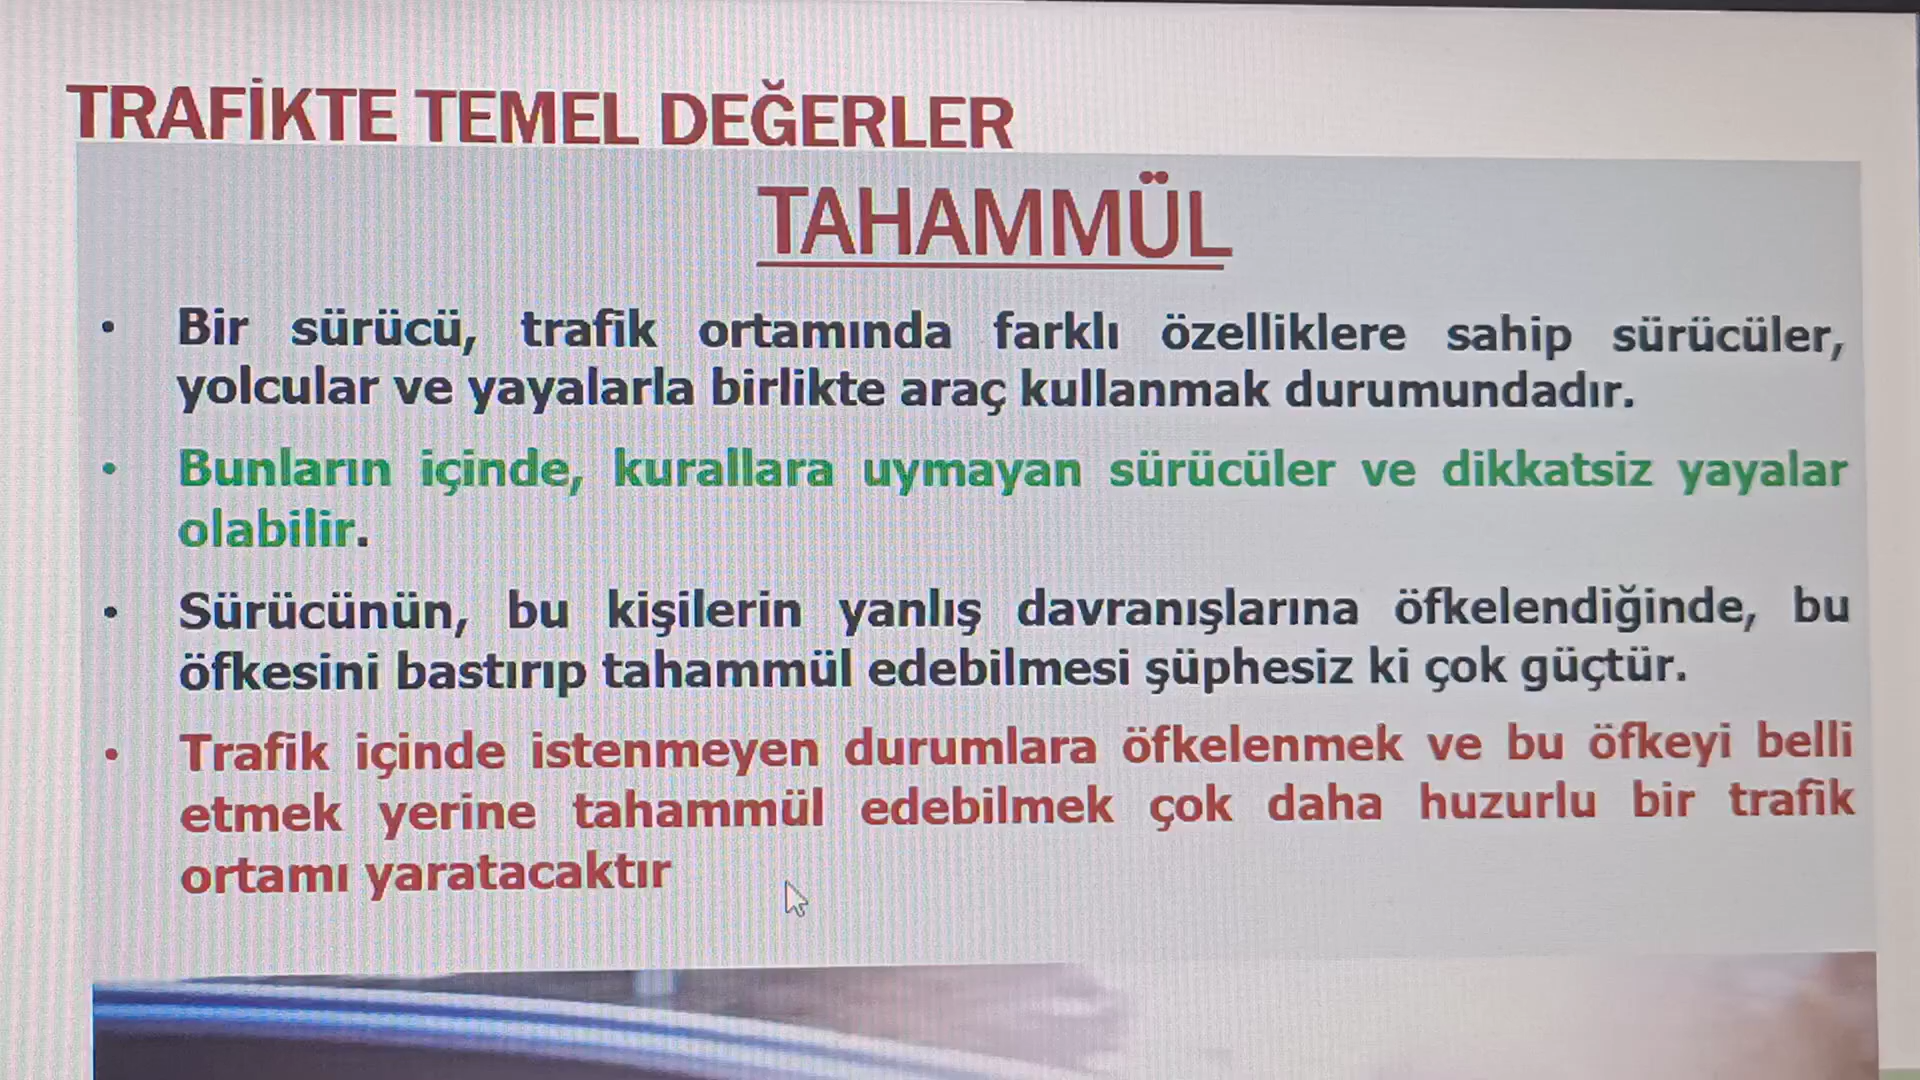 TRAFİKTE TEMEL DEĞERLER
TAHAMMÜL
• Bir sürücü, trafik ortamında farklı özelliklere sahip sürücüler,
yolcular ve yayalarla birlikte araç kullanmak durumundadır.
• Bunların içinde, kurallara uymayan sürücüler ve dikkatsiz yayalar
olabilir.
• Sürücünün, bu kişilerin yanlış davranışlarına öfkelendiğinde, bu
öfkesini bastırıp tahammül edebilmesi şüphesiz ki çok güçtür.
• Trafik içinde istenmeyen durumlara öfkelenmek ve bu öfkeyi belli
etmek yerine tahammül edebilmek çok daha huzurlu bir trafik
ortamı yaratacaktır